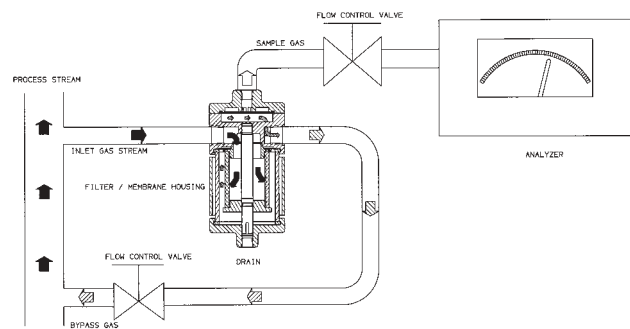 FLOW CONTROL VALVE
SAMPLE GAS
PROCESS STREAM
INLET GAS STREAM
ANALYZER
FILTER / MEMBRANE HOUSING
FLOW CONTROL VALVE
DRAIN
BYPASS GAS